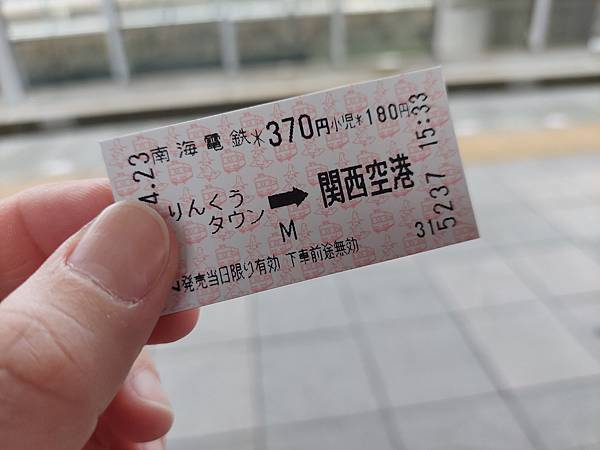 南海電鉄 * 370円 小児 * 180円
りんくうタウン ➡ 関西空港
M
発売当日限り有効 下車前途無効
4.23
15:33
5237
31